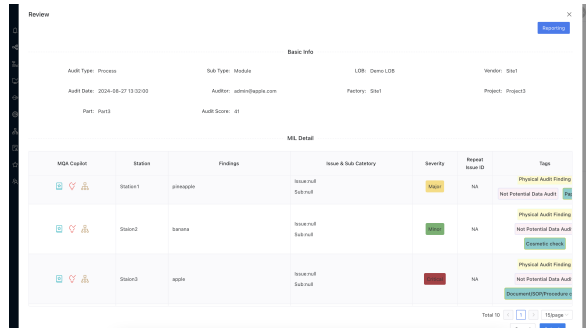 Review
Reporting
Basic Info
Audit Type: Process Sub Type: Module LOB: Demo LOB Vendor: Site1
Audit Date: 2024-08-27 13:32:00 Auditor: admin@apple.com Factory: Site1 Project: Project3
Part: Part3 Audit Score: 41
MIL Detail
MQA Copilot Station Findings Issue & Sub Catetory Severity Repeat Issue ID Tags
Station1 pineapple Issue:null Sub:null Major NA Physical Audit Finding
Not Potential Data Audit
Staion2 banana Issue:null Sub:null Minor NA Physical Audit Finding
Not Potential Data Audi
Cosmetic check
Staion3 apple Issue:null Sub:null Critical NA Physical Audit Finding
Not Potential Data Audi
Document/SOP/Procedure
Total 10 < 1 > 15/page